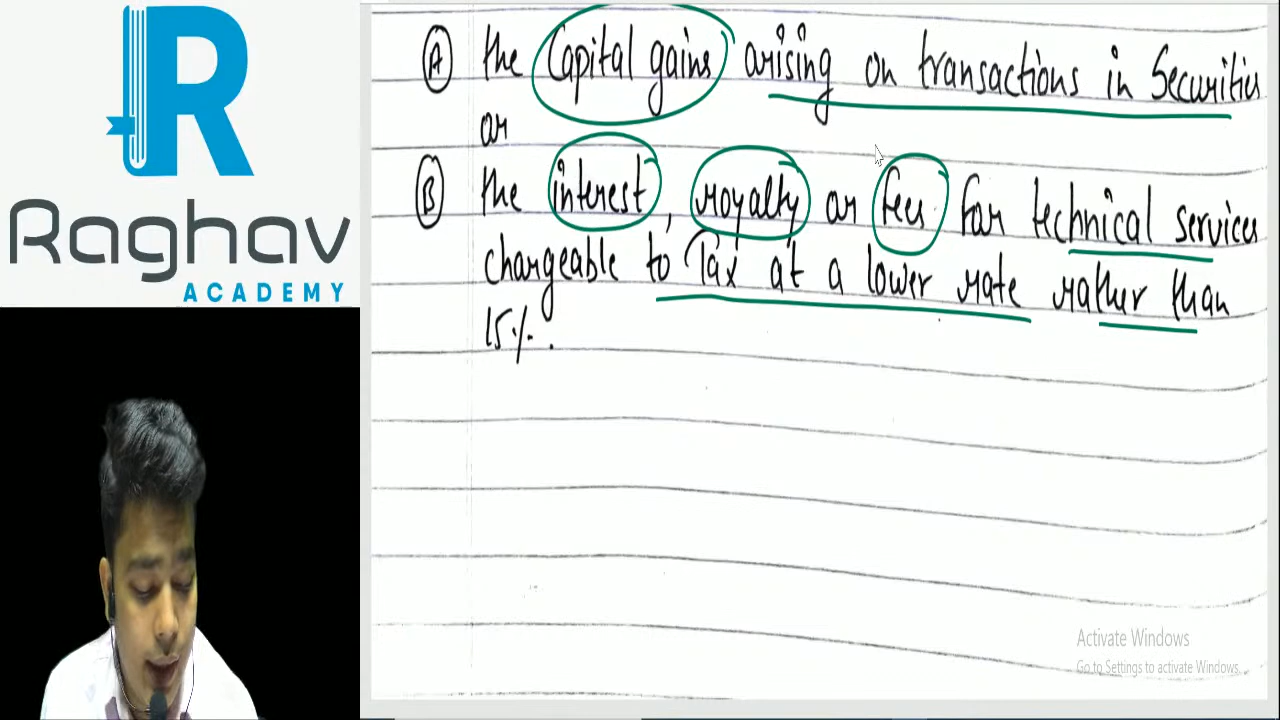 R
Raghav
ACADEMY
A the Capital gains arising on transactions in Securities
or
B the interest, royalty or fees for technical services
chargeable to Tax at a lower rate rather than
15%.
Activate Windows
Go to Settings to activate Windows.